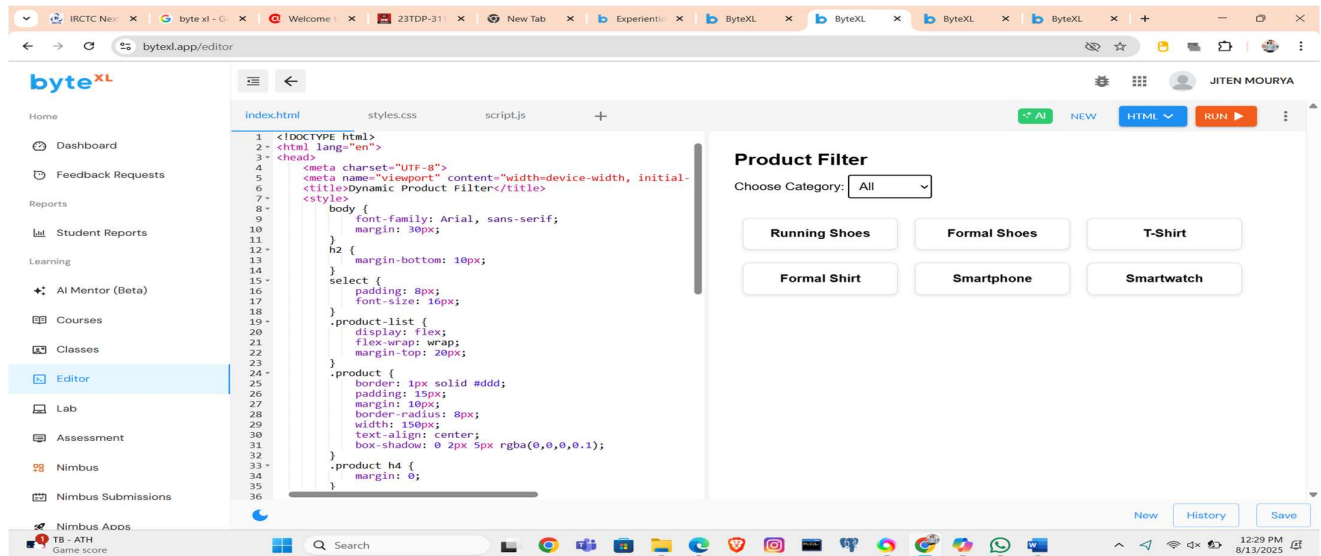 IRCTC Nex
byte xl - G
Welcome t
23TDP-311
New Tab
Experientia
ByteXL
ByteXL
ByteXL
ByteXL
bytexl.app/editor
byteXL
JITEN MOURYA
Home
Dashboard
Feedback Requests
Reports
Student Reports
Learning
AI Mentor (Beta)
Courses
Classes
Editor
Lab
Assessment
Nimbus
Nimbus Submissions
Nimbus Apps
index.html styles.css script.js +
AI NEW HTML RUN
1 <!DOCTYPE html>
2 <html lang="en">
3 <head>
4 <meta charset="UTF-8">
5 <meta name="viewport" content="width=device-width, initial-
6 <title>Dynamic Product Filter</title>
7 <style>
8 body {
9 font-family: Arial, sans-serif;
10 margin: 30px;
11 }
12 h2 {
13 margin-bottom: 10px;
14 }
15 select {
16 padding: 8px;
17 font-size: 16px;
18 }
19 .product-list {
20 display: flex;
21 flex-wrap: wrap;
22 margin-top: 20px;
23 }
24 .product {
25 border: 1px solid #ddd;
26 padding: 15px;
27 margin: 10px;
28 border-radius: 8px;
29 width: 150px;
30 text-align: center;
31 box-shadow: 0 2px 5px rgba(0,0,0,0.1);
32 }
33 .product h4 {
34 margin: 0;
35 }
36
Product Filter
Choose Category: All
Running Shoes Formal Shoes T-Shirt
Formal Shirt Smartphone Smartwatch
New History Save
1
TB - ATH
Game score
Search
12:29 PM
8/13/2025